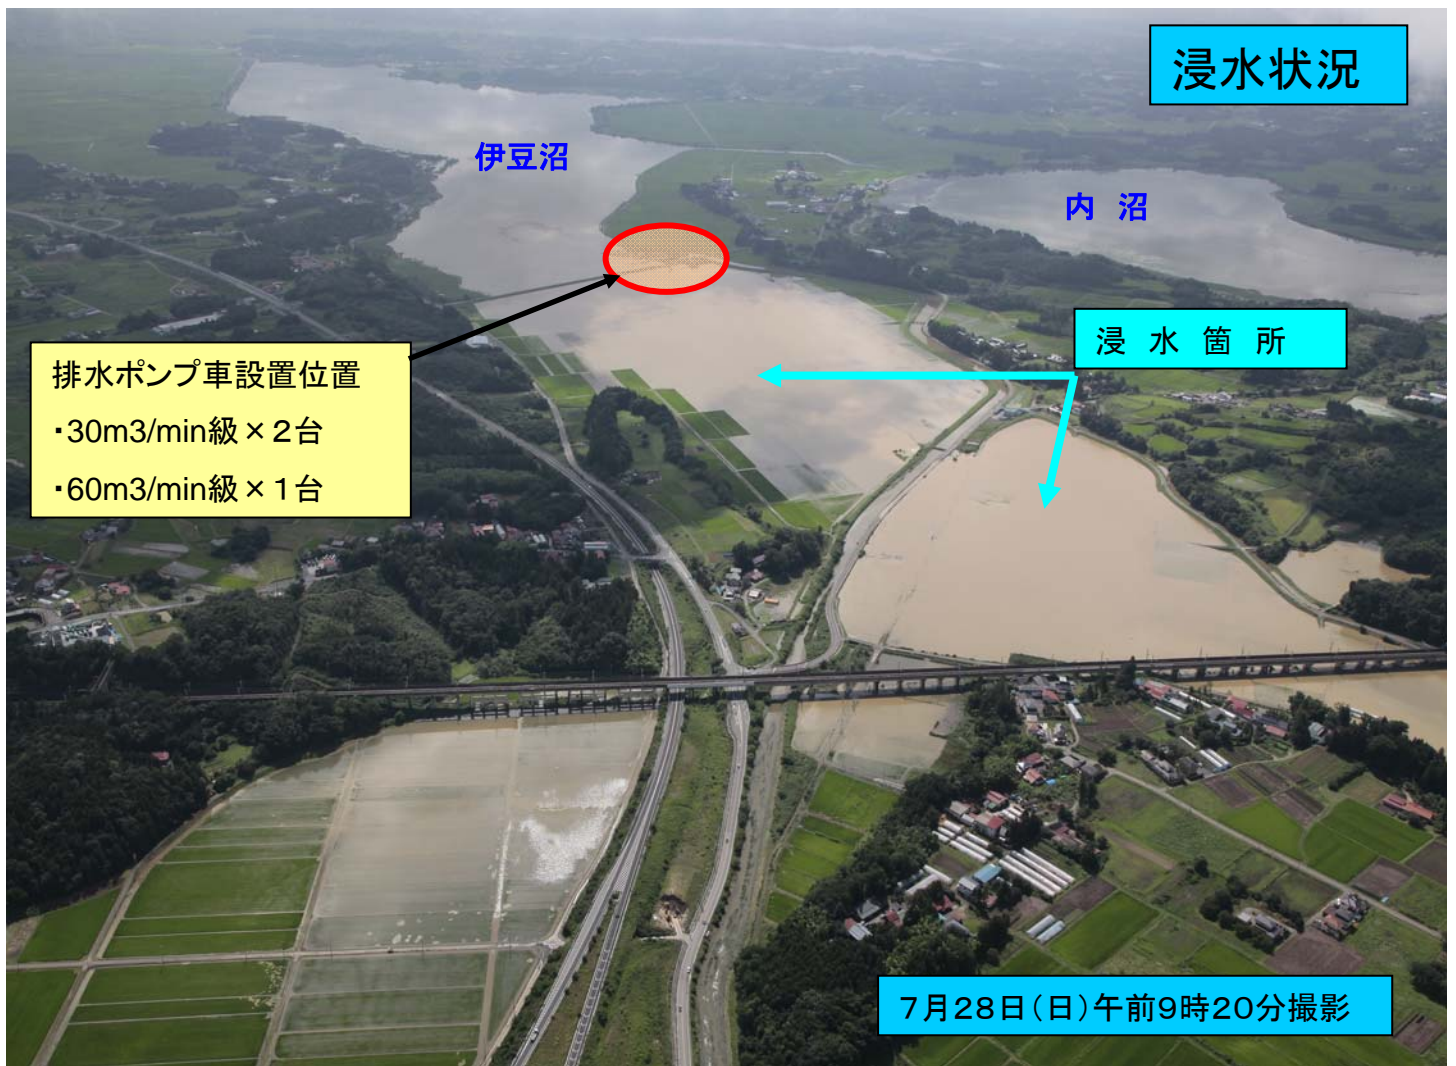 浸水状況
伊豆沼
内 沼
浸 水 箇 所
排水ポンプ車設置位置
・30m3/min級×２台
・60m3/min級×１台
７月２８日（日）午前９時２０分撮影